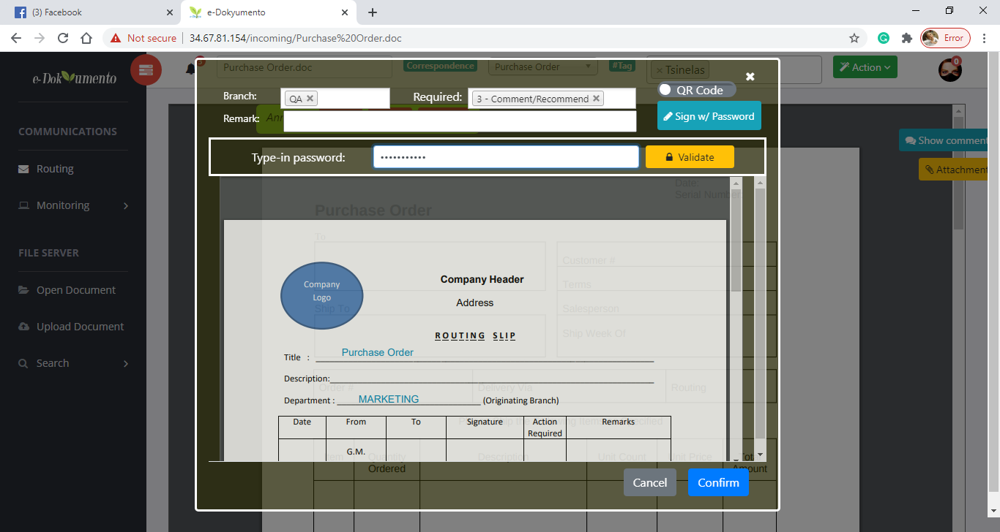 (3) Facebook
e-Dokyumento
Not secure
34.67.81.154/incoming/Purchase%20Order.doc
Error
e-Dokyumento
3
Purchase Order.doc
Correspondence
Purchase Order
#Tag
× Tsinelas
Action
0
Branch:
QA
Required:
3 - Comment/Recommend
QR Code
Remark:
Sign w/ Password
COMMUNICATIONS
Show comment
Type-in password:
•••••••••••
Validate
Routing
Attachment
Date:
Serial Number
Monitoring
Purchase Order
To
FILE SERVER
Customer #
Company
Logo
Company Header
Terms
Open Document
Address
Ship To
Salesperson
Upload Document
ROUTING SLIP
Ship Week Of
Search
Title :
Purchase Order
Description:
Order #
Delivery Via
Routing
Department :
MARKETING
(Originating Branch)
Date
From
To
Signature
Action
Required
Remarks
G.M.
Item
Quantity
Ordered
Description
Unit Count
Unit Price
Total
Amount
Cancel
Confirm